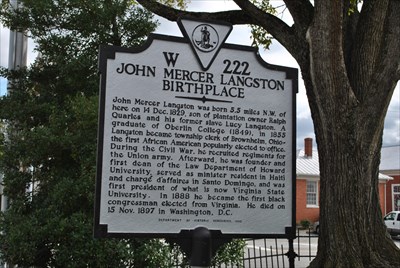 W 222
JOHN MERCER LANGSTON
BIRTHPLACE
John Mercer Langston was born 5.5 miles N.W. of
here on 14 Dec. 1829, son of plantation owner Ralph
Quarles and his former slave Lucy Langston. A
graduate of Oberlin College (1849), in 1855
Langston became township clerk of Brownhelm, Ohio-
the first African American popularly elected to office.
During the Civil War, he recruited regiments for
the Union army. Afterward, he was founder and
first dean of the Law Department of Howard
University, served as minister resident in Haiti
and chargé d'affaires in Santo Domingo, and was
first president of what is now Virginia State
University. In 1888 he became the first black
congressman elected from Virginia. He died on
15 Nov. 1897 in Washington, D.C.
DEPARTMENT OF HISTORIC RESOURCES,